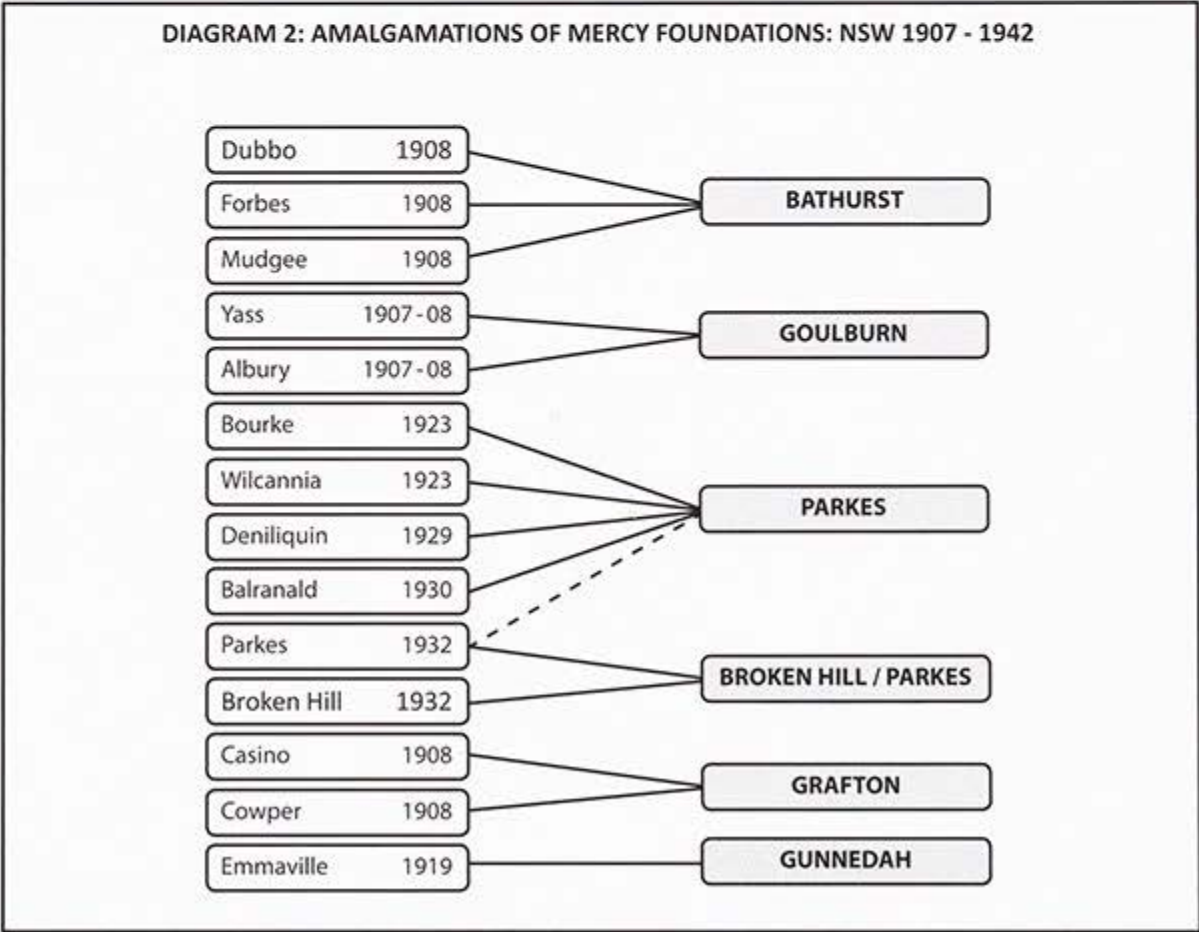 DIAGRAM 2: AMALGAMATIONS OF MERCY FOUNDATIONS: NSW 1907 - 1942
Dubbo 1908
Forbes 1908
Mudgee 1908
Yass 1907-08
Albury 1907-08
Bourke 1923
Wilcannia 1923
Deniliquin 1929
Balranald 1930
Parkes 1932
Broken Hill 1932
Casino 1908
Cowper 1908
Emmaville 1919
BATHURST
GOULBURN
PARKES
BROKEN HILL / PARKES
GRAFTON
GUNNEDAH